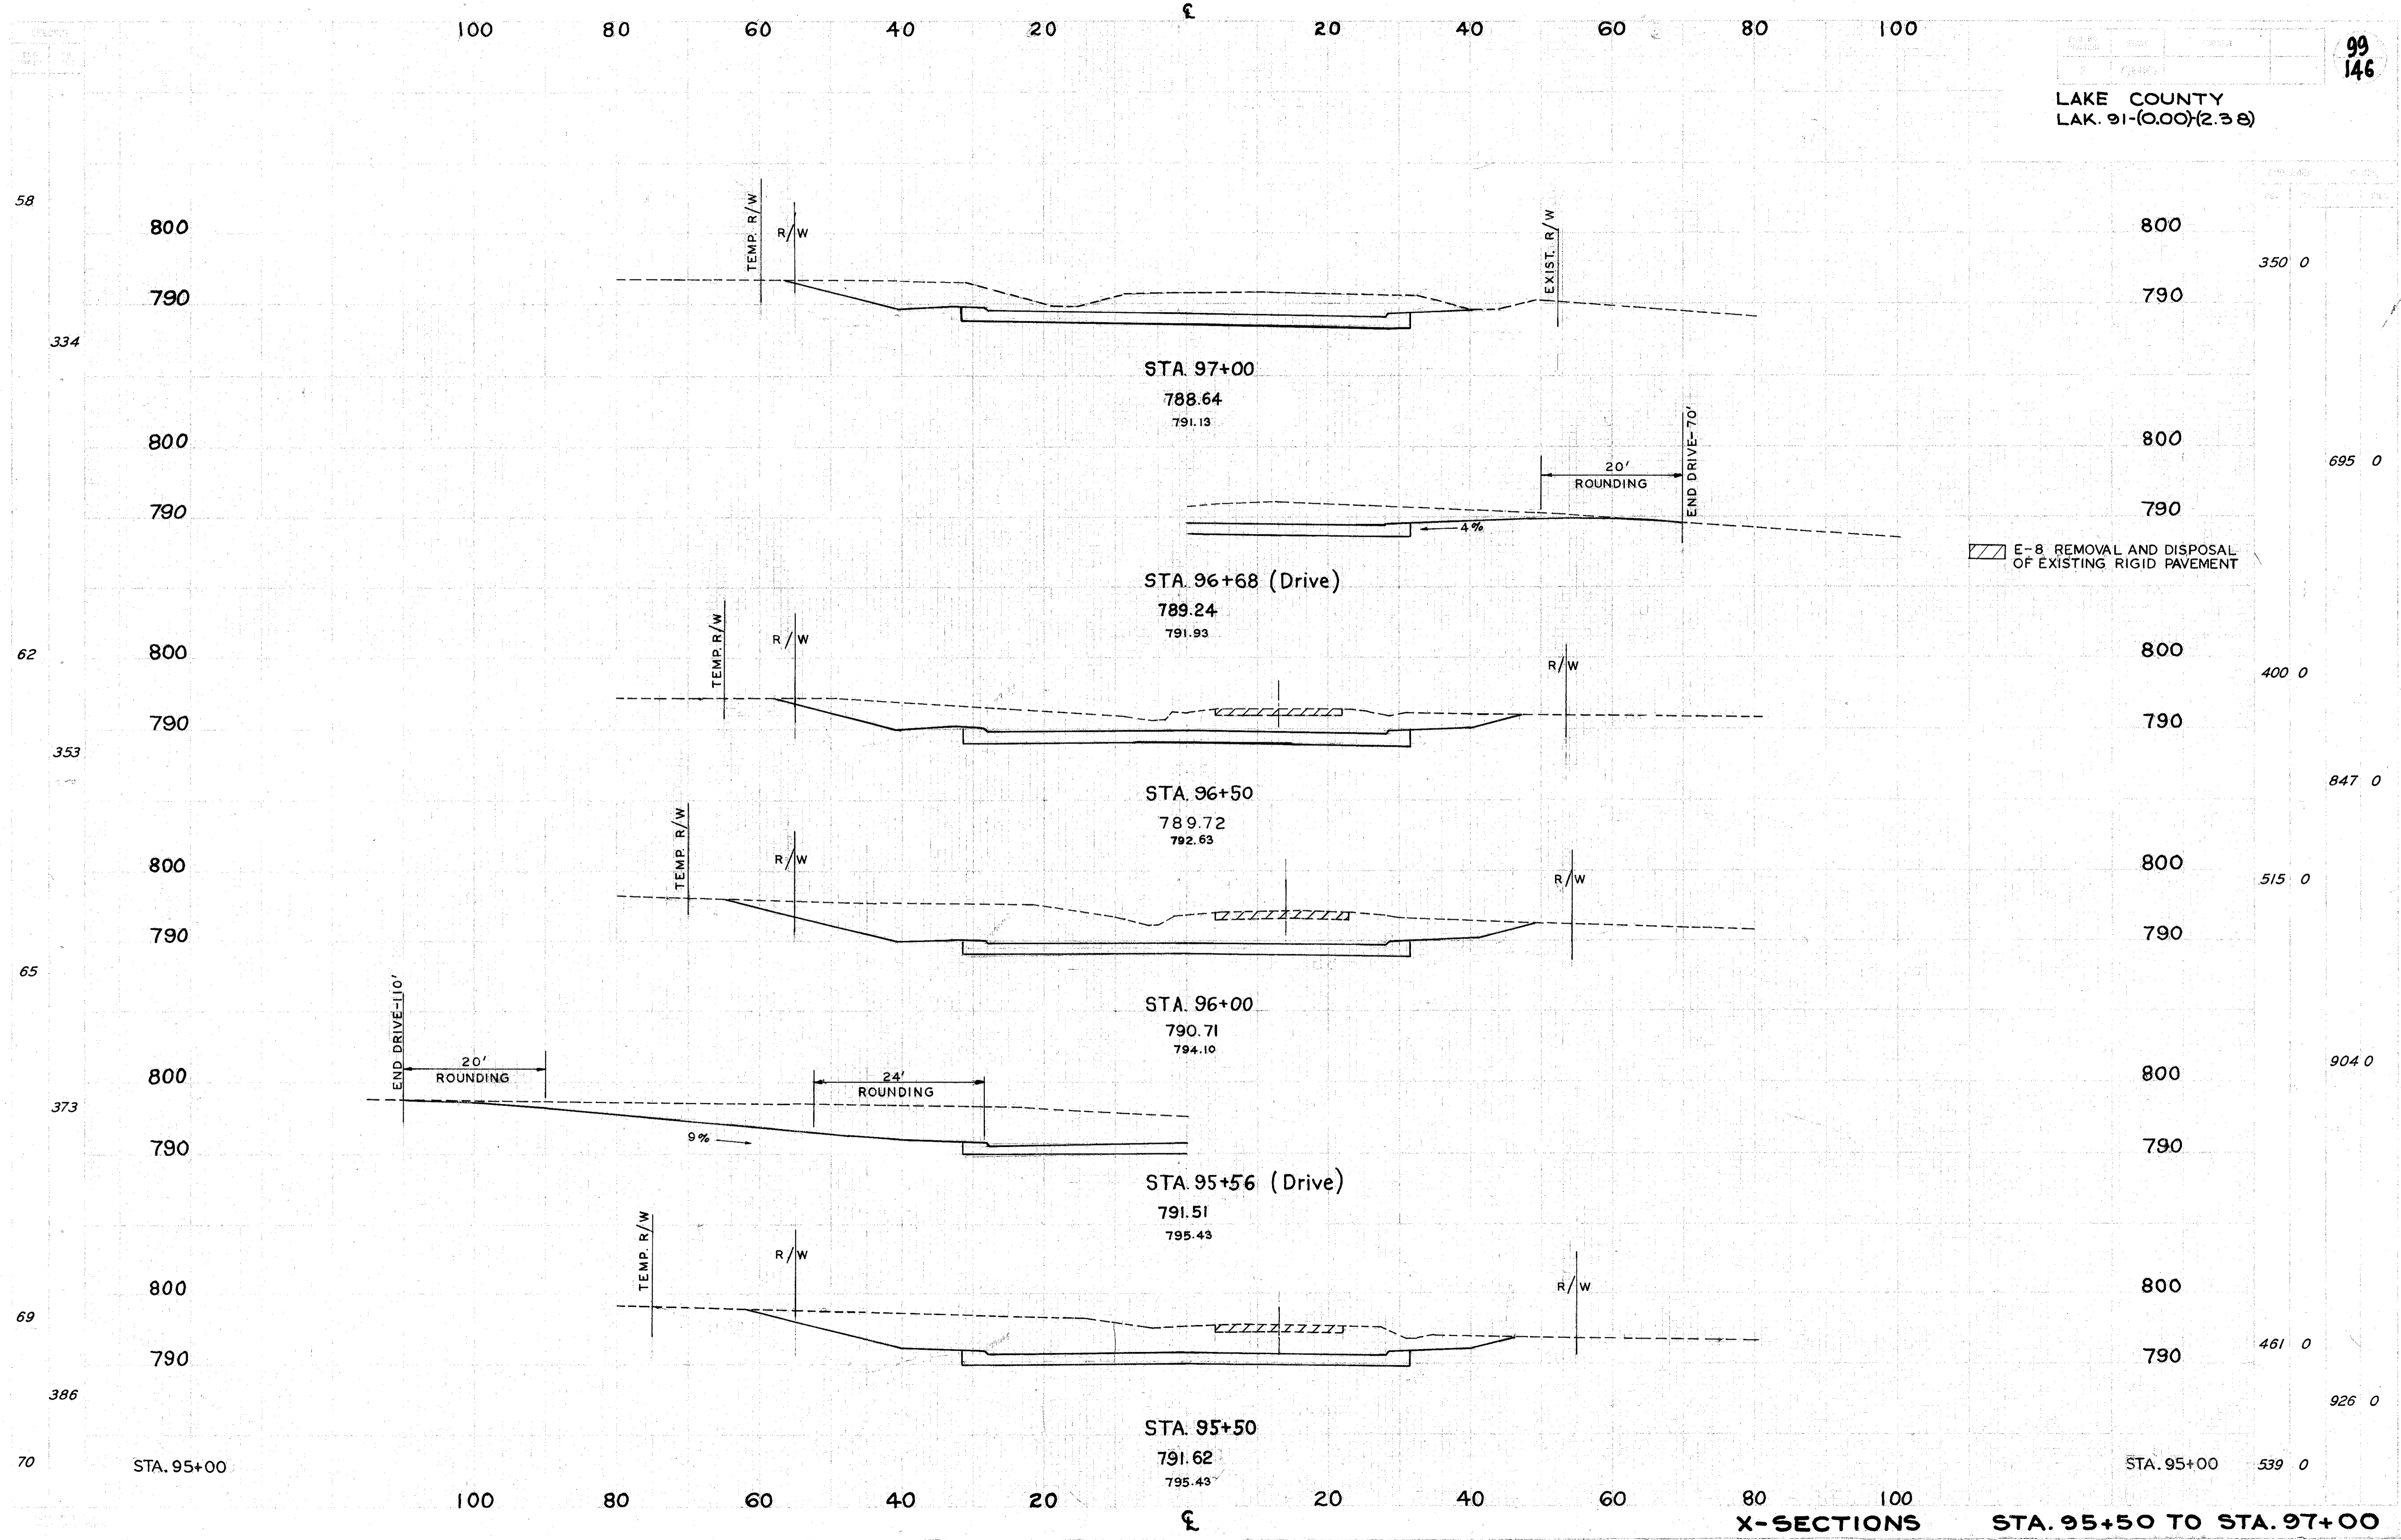 ℄
100 80 60 40 20 20 40 60 80 100
99
146
LAKE COUNTY
LAK. 91-(0.00)-(2.38)
58
800 TEMP. R/W R/W EXIST. R/W 800
350 0
790 790
334
STA. 97+00
788.64
791.13
800 800
20'
ROUNDING
END DRIVE-70'
695 0
790 790
4%
E-8 REMOVAL AND DISPOSAL
OF EXISTING RIGID PAVEMENT
STA. 96+68 (Drive)
789.24
791.93
62
800 TEMP. R/W R/W R/W 800
400 0
790 790
353
STA. 96+50
789.72
792.63
847 0
800 TEMP. R/W R/W R/W 800
515 0
790 790
65
STA. 96+00
790.71
794.10
END DRIVE-110'
20'
ROUNDING
24'
ROUNDING
904 0
800 800
373
9%
790 790
STA. 95+56 (Drive)
791.51
795.43
800 TEMP. R/W R/W R/W 800
69
461 0
790 790
386
926 0
STA. 95+50
791.62
795.43
70 STA. 95+00 STA. 95+00 539 0
100 80 60 40 20 20 40 60 80 100
℄
X-SECTIONS STA. 95+50 TO STA. 97+00